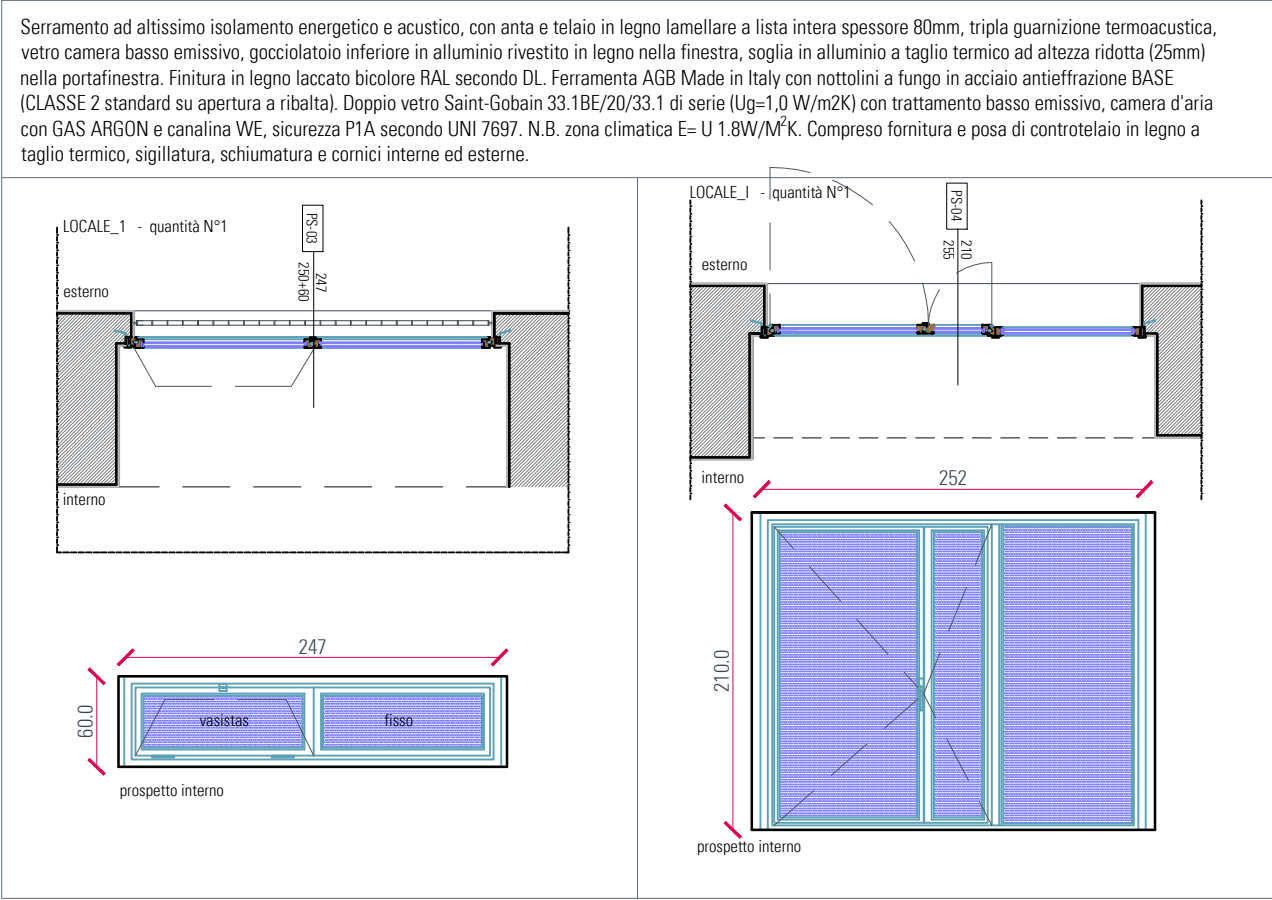 Serramento ad altissimo isolamento energetico e acustico, con anta e telaio in legno lamellare a lista intera spessore 80mm, tripla guarnizione termoacustica,
vetro camera basso emissivo, gocciolatoio inferiore in alluminio rivestito in legno nella finestra, soglia in alluminio a taglio termico ad altezza ridotta (25mm)
nella portafinestra. Finitura in legno laccato bicolore RAL secondo DL. Ferramenta AGB Made in Italy con nottolini a fungo in acciaio antieffrazione BASE
(CLASSE 2 standard su apertura a ribalta). Doppio vetro Saint-Gobain 33.1BE/20/33.1 di serie (Ug=1,0 W/m2K) con trattamento basso emissivo, camera d'aria
con GAS ARGON e canalina WE, sicurezza P1A secondo UNI 7697. N.B. zona climatica E= U 1.8W/M²K. Compreso fornitura e posa di controtelaio in legno a
taglio termico, sigillatura, schiumatura e cornici interne ed esterne.
LOCALE_1 - quantità N°1
PS-03
247
250+60
esterno
interno
247
60.0
vasistas
fisso
prospetto interno
LOCALE_I - quantità N°1
PS-04
210
255
esterno
interno
252
210.0
prospetto interno